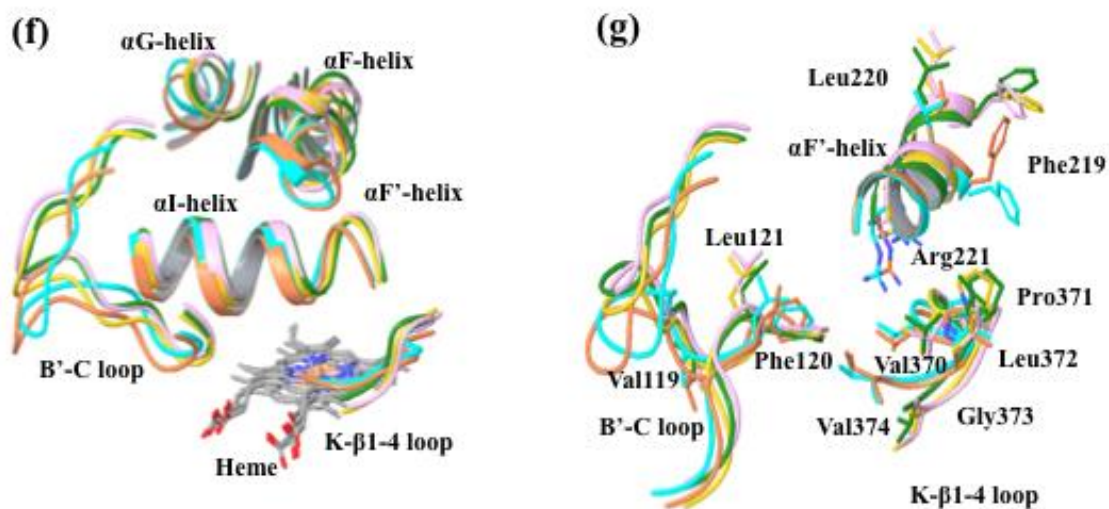 (f)
αG-helix
αF-helix
αI-helix
αF’-helix
B’-C loop
K-β1-4 loop
Heme
(g)
Leu220
αF’-helix
Phe219
Leu121
Arg221
Pro371
Phe120
Val370
Leu372
Val119
B’-C loop
Val374
Gly373
K-β1-4 loop